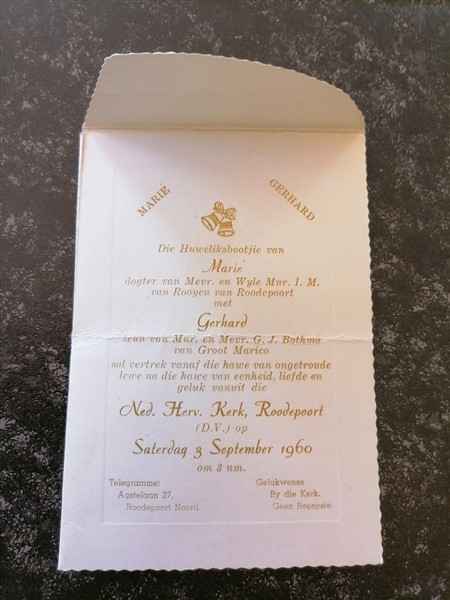 MARIÉ
GERHARD
Die Huweliksbootjie van
Marié
dogter van Mevr. en Wyle Mnr. I. M.
van Rooyen van Roodepoort
met
Gerhard
seun van Mnr. en Mevr. G. J. Bothma
van Groot Marico
sal vertrek vanaf die hawe van ongetroude
lewe na die hawe van eenheid, liefde en
geluk vanuit die
Ned. Herv. Kerk, Roodepoort
(D.V.) op
Saterdag 3 September 1960
om 3 nm.
Telegramme:
Agstelaan 27,
Roodepoort Noord.
Gelukwense
By die Kerk.
Geen Resepsie.